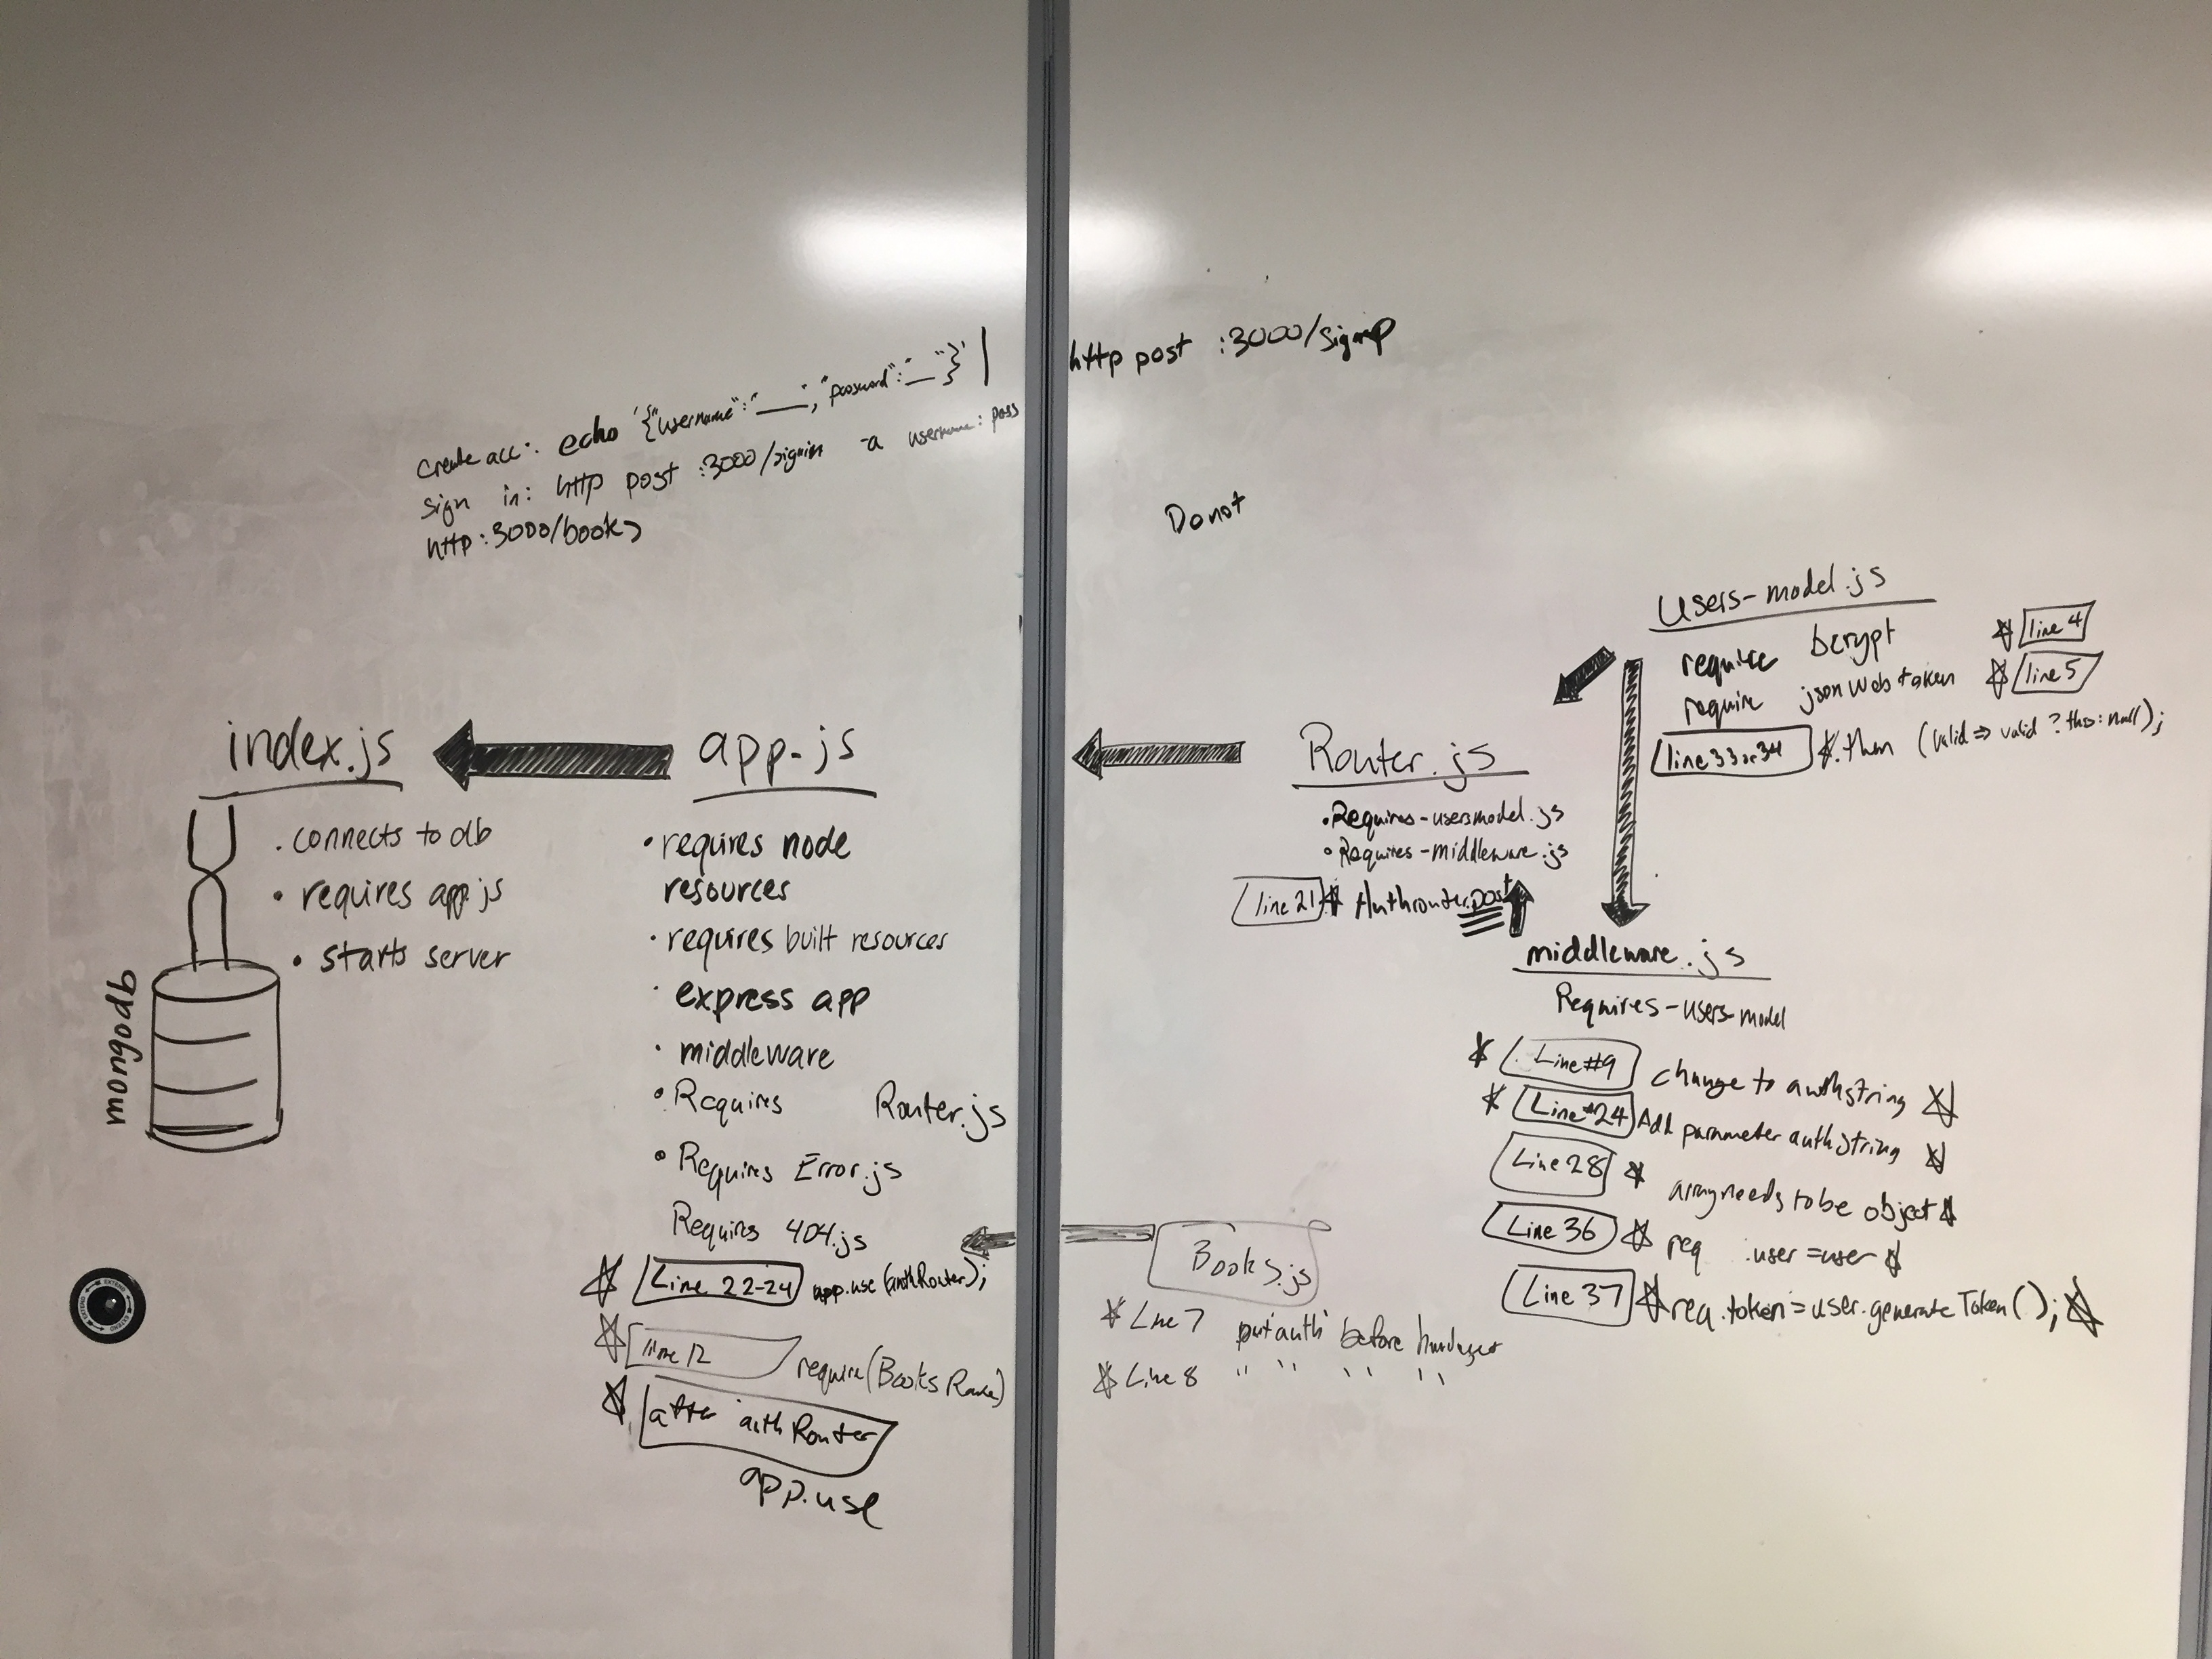 create acc: echo '{"username":"___", "password":"__"}' | http post :3000/signup
sign in: http post :3000/signin -a username:pass
http :3000/books
Do not
index.js
. connects to db
• requires app.js
• starts server
mongodb
app.js
• requires node
resources
• requires built resources
• express app
• middleware
• Requires Router.js
• Requires Error.js
Requires 404.js
Line 22-24 app.use(authRouter);
line 12 require(Books Route)
after authRouter
app.use
Router.js
• Requires - usersmodel.js
• Requires - middleware.js
line 21 Authrouter.post
Books.js
Line 7 put auth before
Line 8 " " " "
Users-model.js
require bcrypt line 4
require json web token line 5
line 33 or 34 .then (valid => valid ? this : null);
middleware.js
Requires - users-model
Line #9 change to authstring
Line #24 Add parameter authstring
Line 28 array needs to be object
Line 36 req .user = user
Line 37 req.token = user.generateToken();
EXTEND
EXTEND